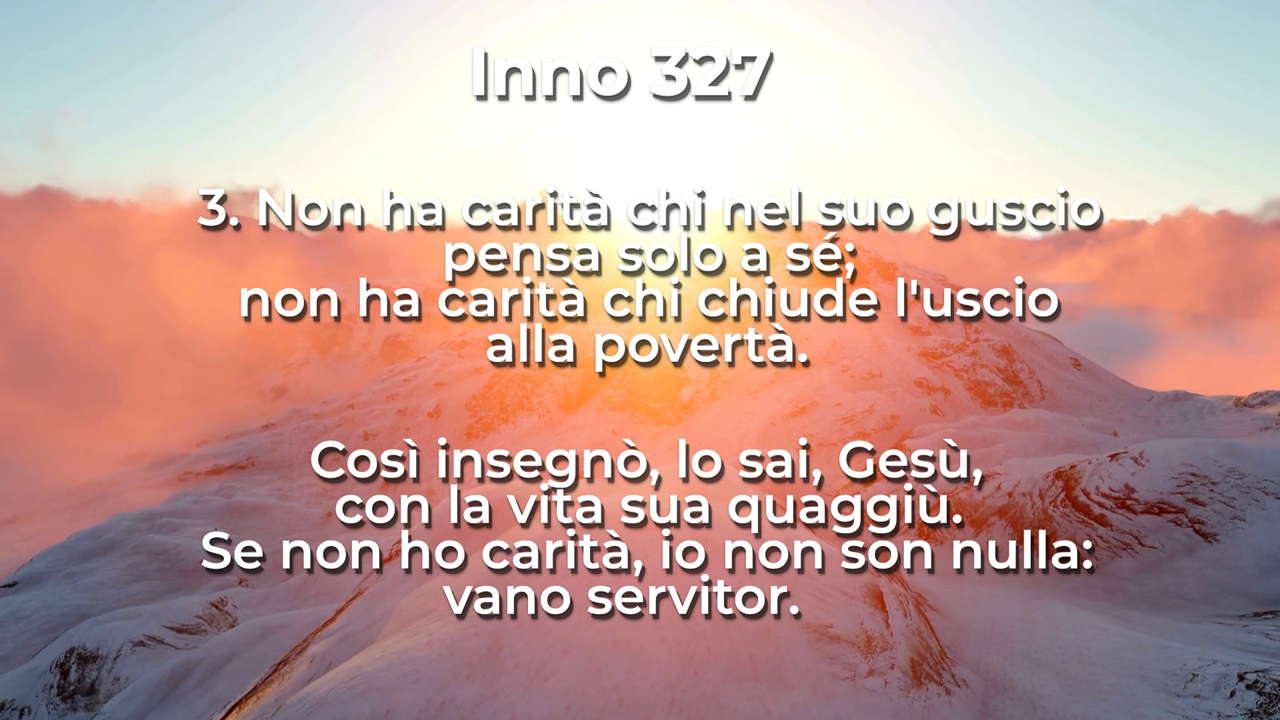 Inno 327
3. Non ha carità chi nel suo guscio
pensa solo a sé;
non ha carità chi chiude l'uscio
alla povertà.
Così insegnò, lo sai, Gesù,
con la vita sua quaggiù.
Se non ho carità, io non son nulla:
vano servitor.